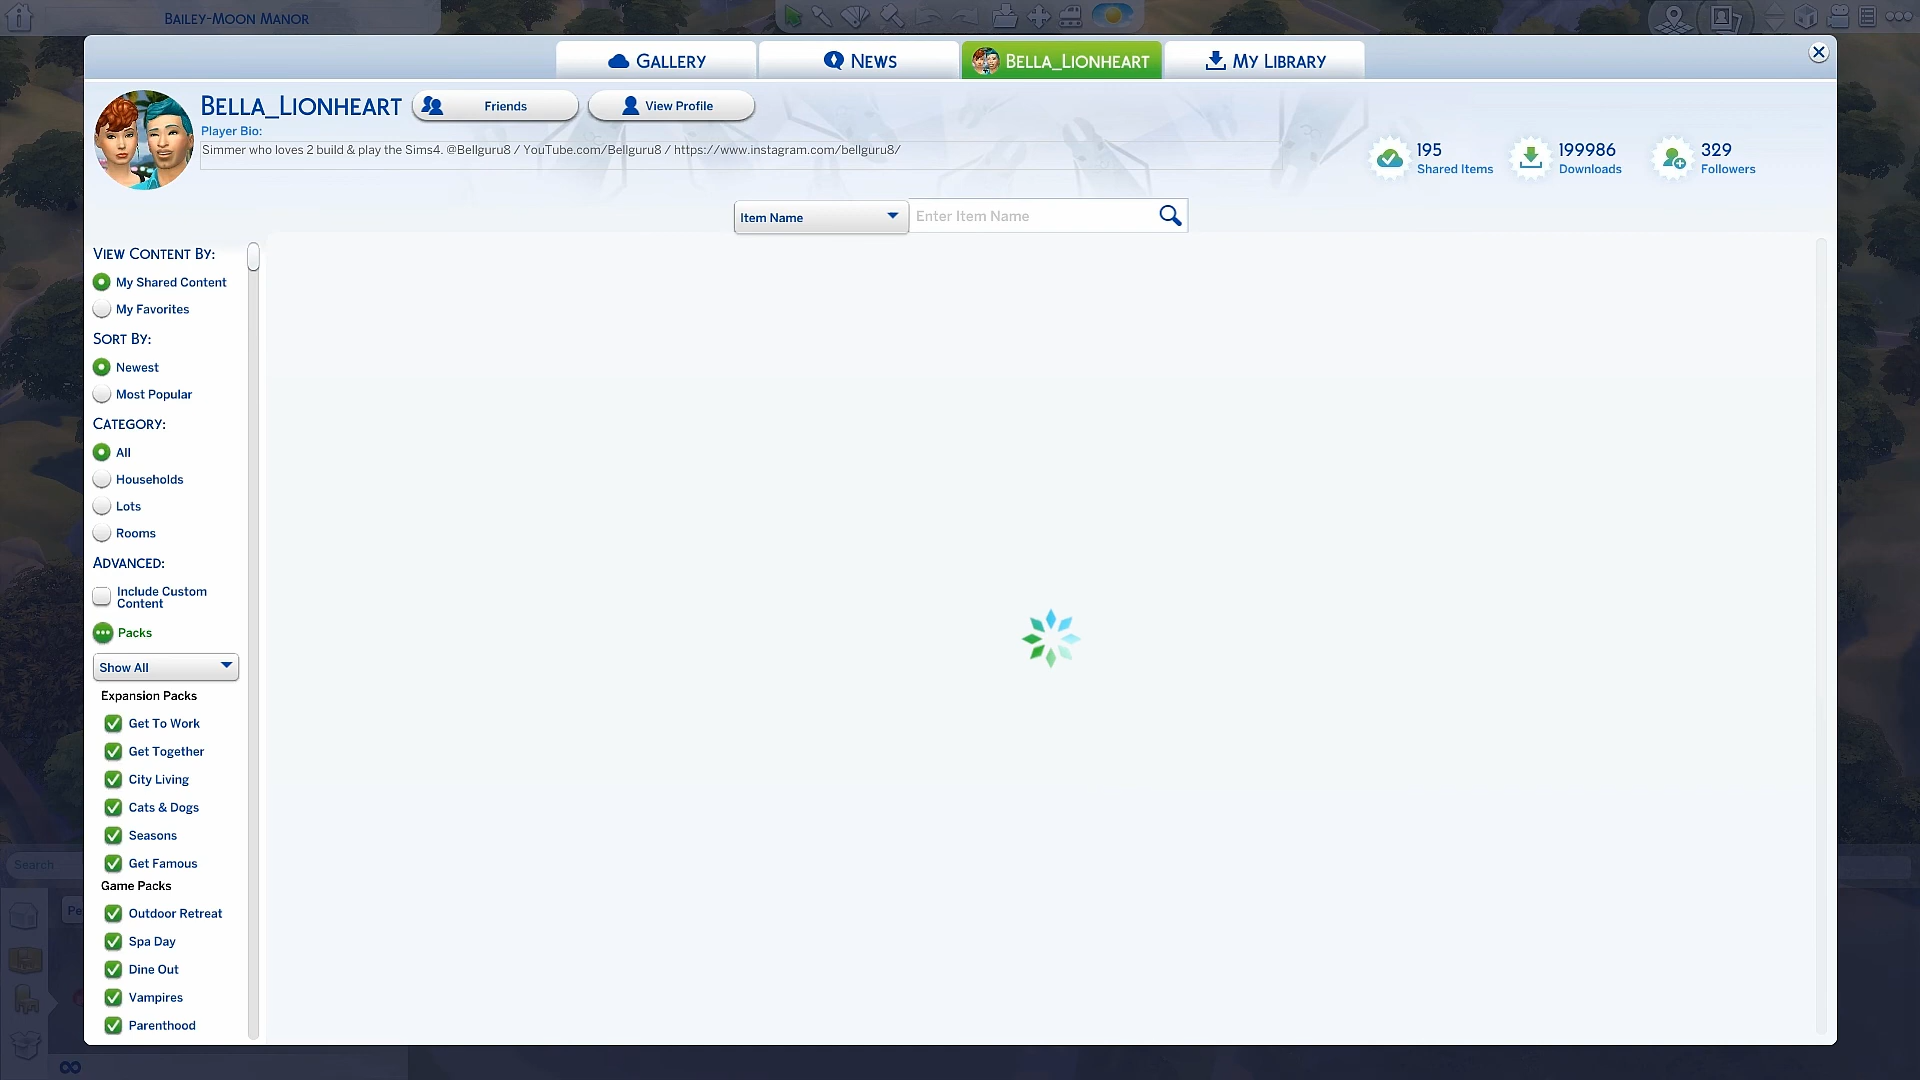 Bailey-Moon Manor
Gallery
News
Bella_Lionheart
My Library
Bella_Lionheart
Friends
View Profile
Player Bio:
Simmer who loves 2 build & play the Sims4. @Bellguru8 / YouTube.com/Bellguru8 / https://www.instagram.com/bellguru8/
195
Shared Items
199986
Downloads
329
Followers
Item Name
Enter Item Name
View Content By:
My Shared Content
My Favorites
Sort By:
Newest
Most Popular
Category:
All
Households
Lots
Rooms
Advanced:
Include Custom
Content
Packs
Show All
Expansion Packs
Get To Work
Get Together
City Living
Cats & Dogs
Seasons
Get Famous
Game Packs
Outdoor Retreat
Spa Day
Dine Out
Vampires
Parenthood
Search